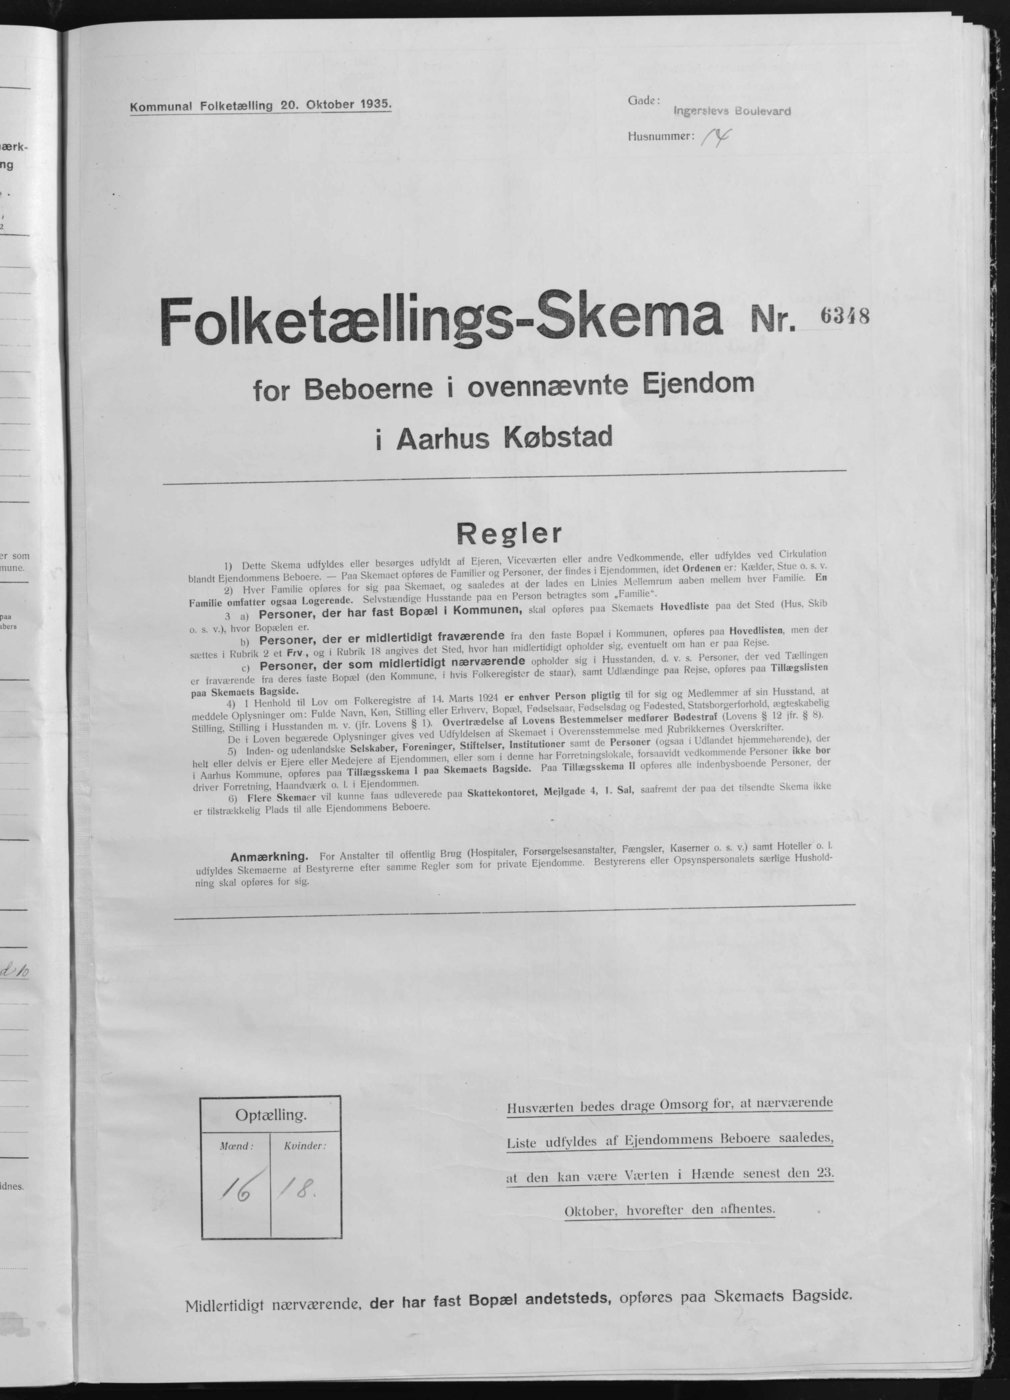 Kommunal Folketælling 20. Oktober 1935.
Gade: Ingerslevs Boulevard
Husnummer: 14
Folketællings-Skema Nr. 6348
for Beboerne i ovennævnte Ejendom
i Aarhus Købstad
Regler
1) Dette Skema udfyldes eller besørges udfyldt af Ejeren, Viceværten eller andre Vedkommende, eller udfyldes ved Cirkulation
blandt Ejendommens Beboere. — Paa Skemaet opføres de Familier og Personer, der findes i Ejendommen, idet Ordenen er: Kælder, Stue o. s. v.
2) Hver Familie opføres for sig paa Skemaet, og saaledes at der lades en Linies Mellemrum aaben mellem hver Familie. En
Familie omfatter ogsaa Logerende. Selvstændige Husstande paa en Person betragtes som „Familie“.
3 a) Personer, der har fast Bopæl i Kommunen, skal opføres paa Skemaets Hovedliste paa det Sted (Hus, Skib
o. s. v.), hvor Bopælen er.
b) Personer, der er midlertidigt fraværende fra den faste Bopæl i Kommunen, opføres paa Hovedlisten, men der
sættes i Rubrik 2 et Frv., og i Rubrik 18 angives det Sted, hvor han midlertidigt opholder sig, eventuelt om han er paa Rejse.
c) Personer, der som midlertidigt nærværende opholder sig i Husstanden, d. v. s. Personer, der ved Tællingen
er fraværende fra deres faste Bopæl (den Kommune, i hvis Folkeregister de staar), samt Udlændinge paa Rejse, opføres paa Tillægslisten
paa Skemaets Bagside.
4) I Henhold til Lov om Folkeregistre af 14. Marts 1924 er enhver Person pligtig til for sig og Medlemmer af sin Husstand, at
meddele Oplysninger om: Fulde Navn, Køn, Stilling eller Erhverv, Bopæl, Fødselsaar, Fødselsdag og Fødested, Statsborgerforhold, ægteskabelig
Stilling, Stilling i Husstanden m. v. (jfr. Lovens § 1). Overtrædelse af Lovens Bestemmelser medfører Bødestraf (Lovens § 12 jfr. § 8).
De i Loven begærede Oplysninger gives ved Udfyldelsen af Skemaet i Overensstemmelse med Rubrikkernes Overskrifter.
5) Inden- og udenlandske Selskaber, Foreninger, Stiftelser, Institutioner samt de Personer (ogsaa i Udlandet hjemmehørende), der
helt eller delvis er Ejere eller Medejere af Ejendommen, eller som i denne har Forretningslokale, forsaavidt vedkommende Personer ikke bor
i Aarhus Kommune, opføres paa Tillægsskema I paa Skemaets Bagside. Paa Tillægsskema II opføres alle indenbysboende Personer, der
driver Forretning, Haandværk o. l. i Ejendommen.
6) Flere Skemaer vil kunne faas udleverede paa Skattekontoret, Mejlgade 4, 1. Sal, saafremt der paa det tilsendte Skema ikke
er tilstrækkelig Plads til alle Ejendommens Beboere.
Anmærkning. For Anstalter til offentlig Brug (Hospitaler, Forsørgelsesanstalter, Fængsler, Kaserner o. s. v.) samt Hoteller o. l.
udfyldes Skemaerne af Bestyrerne efter samme Regler som for private Ejendomme. Bestyrerens eller Opsynspersonalets særlige Hushold-
ning skal opføres for sig.
Optælling.
Mænd: Kvinder:
16 18.
Husværten bedes drage Omsorg for, at nærværende
Liste udfyldes af Ejendommens Beboere saaledes,
at den kan være Værten i Hænde senest den 23.
Oktober, hvorefter den afhentes.
Midlertidigt nærværende, der har fast Bopæl andetsteds, opføres paa Skemaets Bagside.